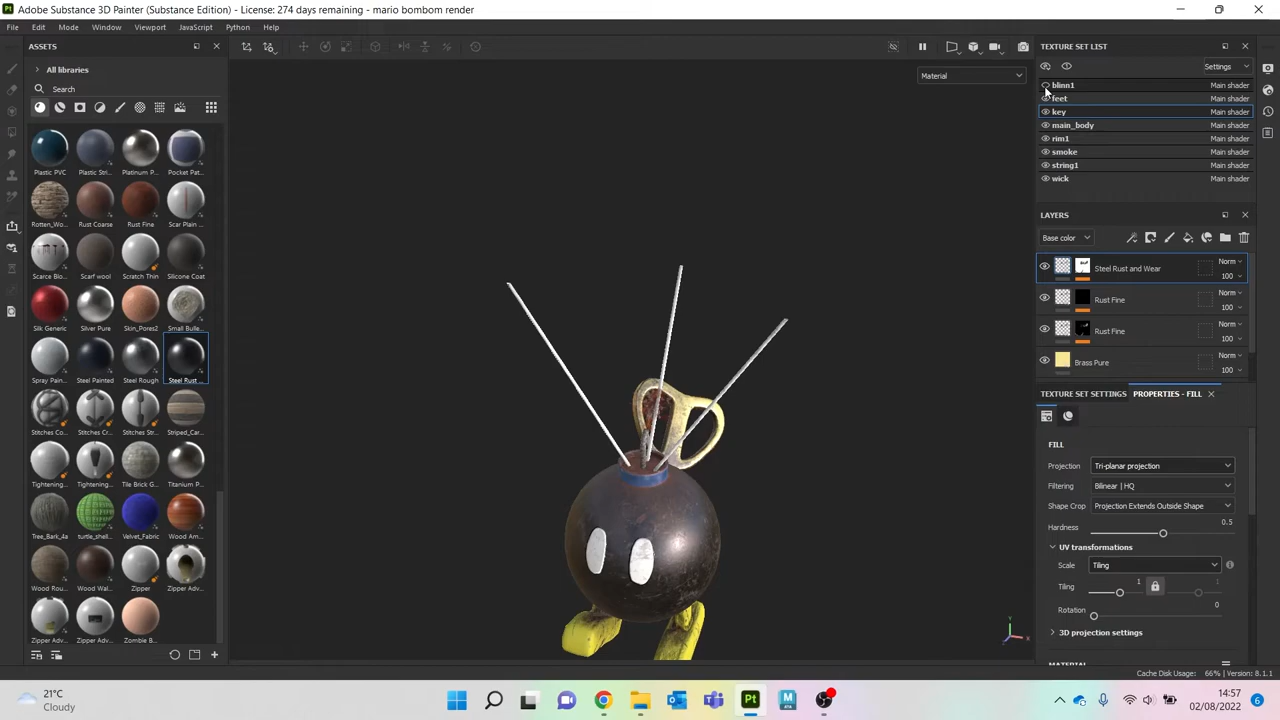 Adobe Substance 3D Painter (Substance Edition) - License: 274 days remaining - mario bombom render
File Edit Mode Window Viewport JavaScript Python Help
ASSETS
All libraries
Search
Plastic PVC Plastic Stri... Platinum P... Pocket Pat...
Rotten_Wo... Rust Coarse Rust Fine Scar Plain ...
Scarce Blo... Scarf wool Scratch Thin Silicone Coat
Silk Generic Silver Pure Skin_Pores2 Small Bulle...
Spray Pain... Steel Painted Steel Rough Steel Rust ...
Stitches Co... Stitches Cr... Stitches Str... Striped_Car...
Tightening... Tightening... Tile Brick G... Titanium P...
Tree_Bark_4a turtle_shell... Velvet_Fabric Wood Am...
Wood Rou... Wood Wal... Zipper Zipper Adv...
Zipper Adv... Zipper Adv... Zombie B...
Material
Y
X
TEXTURE SET LIST
Settings
blinn1 Main shader
feet Main shader
key Main shader
main_body Main shader
rim1 Main shader
smoke Main shader
string1 Main shader
wick Main shader
LAYERS
Base color
Steel Rust and Wear Norm 100
Rust Fine Norm 100
Rust Fine Norm 100
Brass Pure Norm 100
TEXTURE SET SETTINGS PROPERTIES - FILL
FILL
Projection Tri-planar projection
Filtering Bilinear | HQ
Shape Crop Projection Extends Outside Shape
Hardness 0.5
UV transformations
Scale Tiling
Tiling 1 1
Rotation 0
3D projection settings
MATERIAL
Cache Disk Usage: 66% | Version: 8.1.1
21°C
Cloudy
Pt
14:57
02/08/2022
6